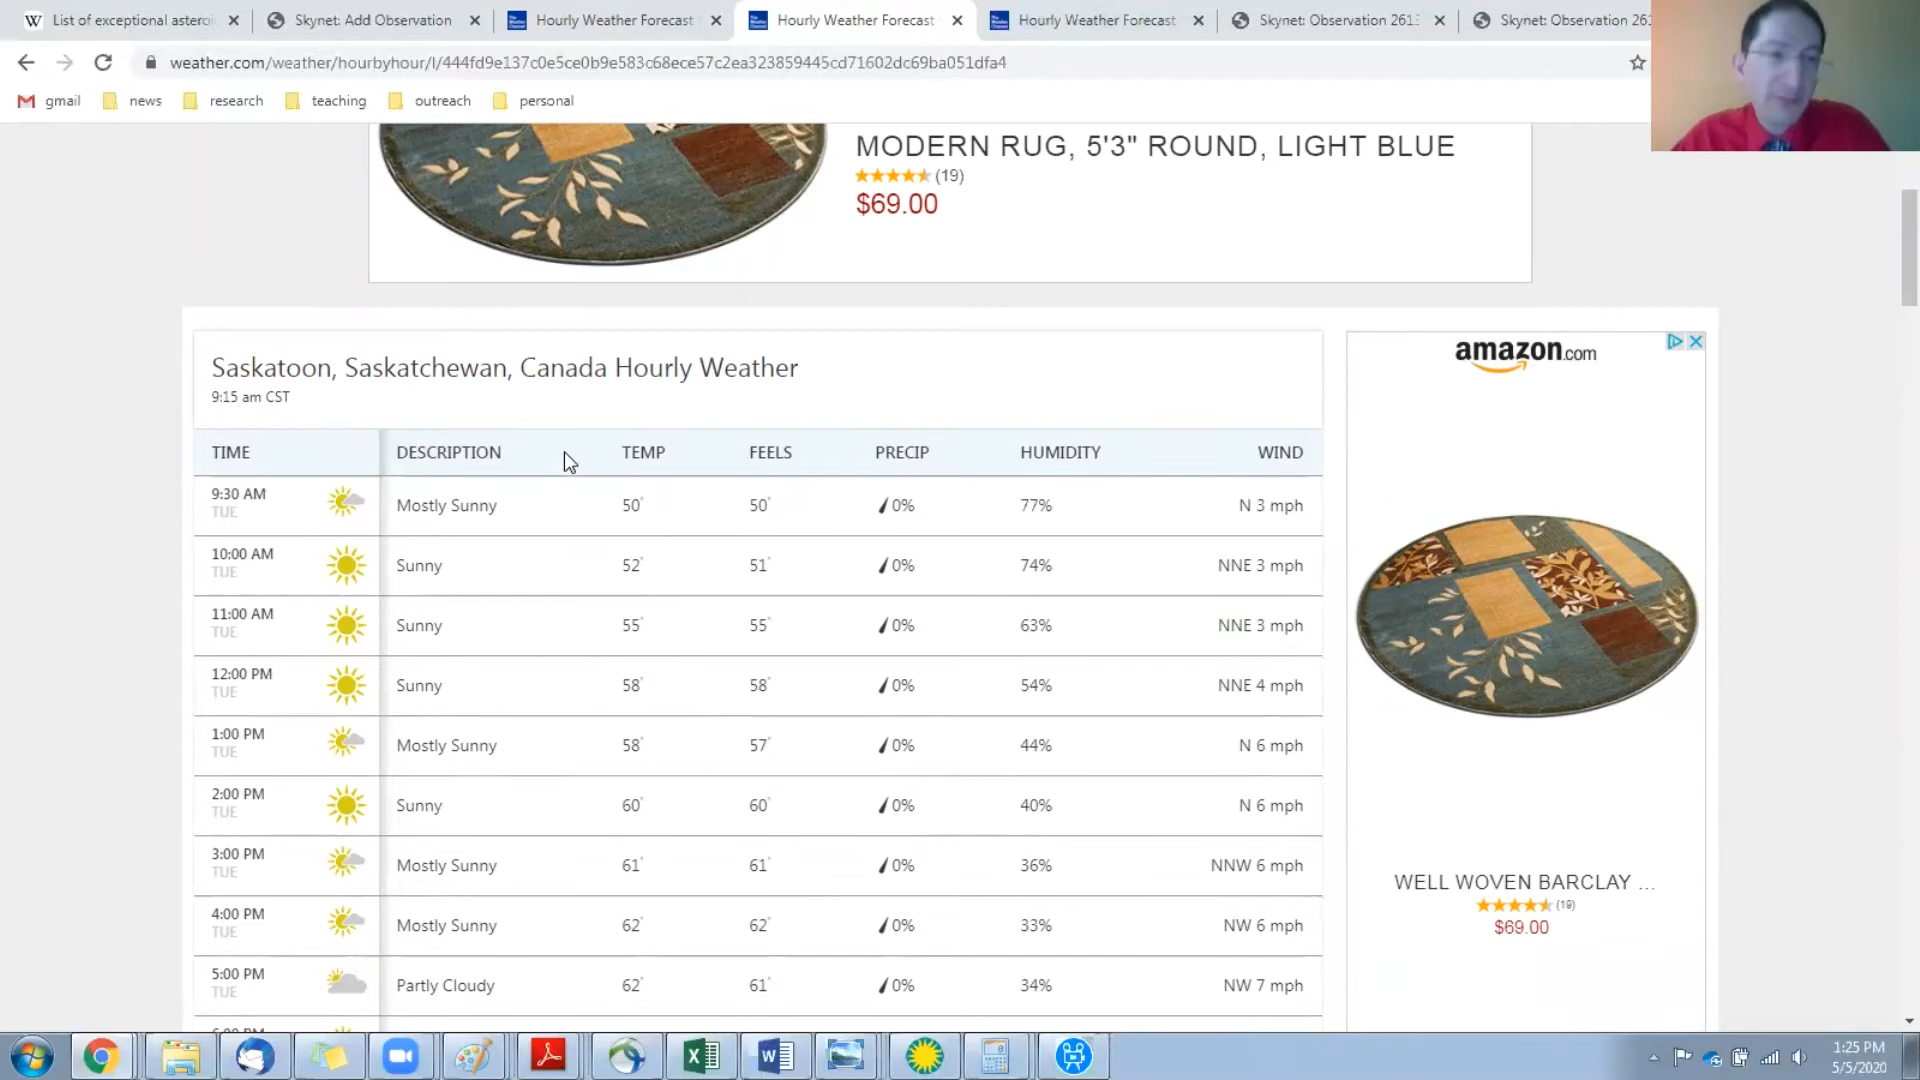 List of exceptional asteroi
Skynet: Add Observation
Hourly Weather Forecast
Hourly Weather Forecast
Hourly Weather Forecast
Skynet: Observation 261
Skynet: Observation 261
weather.com/weather/hourbyhour/l/444fd9e137c0e5ce0b9e583c68ece57c2ea323859445cd71602dc69ba051dfa4
gmail news research teaching outreach personal
MODERN RUG, 5'3" ROUND, LIGHT BLUE
(19)
$69.00
Saskatoon, Saskatchewan, Canada Hourly Weather
9:15 am CST
TIME DESCRIPTION TEMP FEELS PRECIP HUMIDITY WIND
9:30 AM
TUE
Mostly Sunny 50° 50° 0% 77% N 3 mph
10:00 AM
TUE
Sunny 52° 51° 0% 74% NNE 3 mph
11:00 AM
TUE
Sunny 55° 55° 0% 63% NNE 3 mph
12:00 PM
TUE
Sunny 58° 58° 0% 54% NNE 4 mph
1:00 PM
TUE
Mostly Sunny 58° 57° 0% 44% N 6 mph
2:00 PM
TUE
Sunny 60° 60° 0% 40% N 6 mph
3:00 PM
TUE
Mostly Sunny 61° 61° 0% 36% NNW 6 mph
4:00 PM
TUE
Mostly Sunny 62° 62° 0% 33% NW 6 mph
5:00 PM
TUE
Partly Cloudy 62° 61° 0% 34% NW 7 mph
amazon.com
WELL WOVEN BARCLAY ...
(19)
$69.00
1:25 PM
5/5/2020